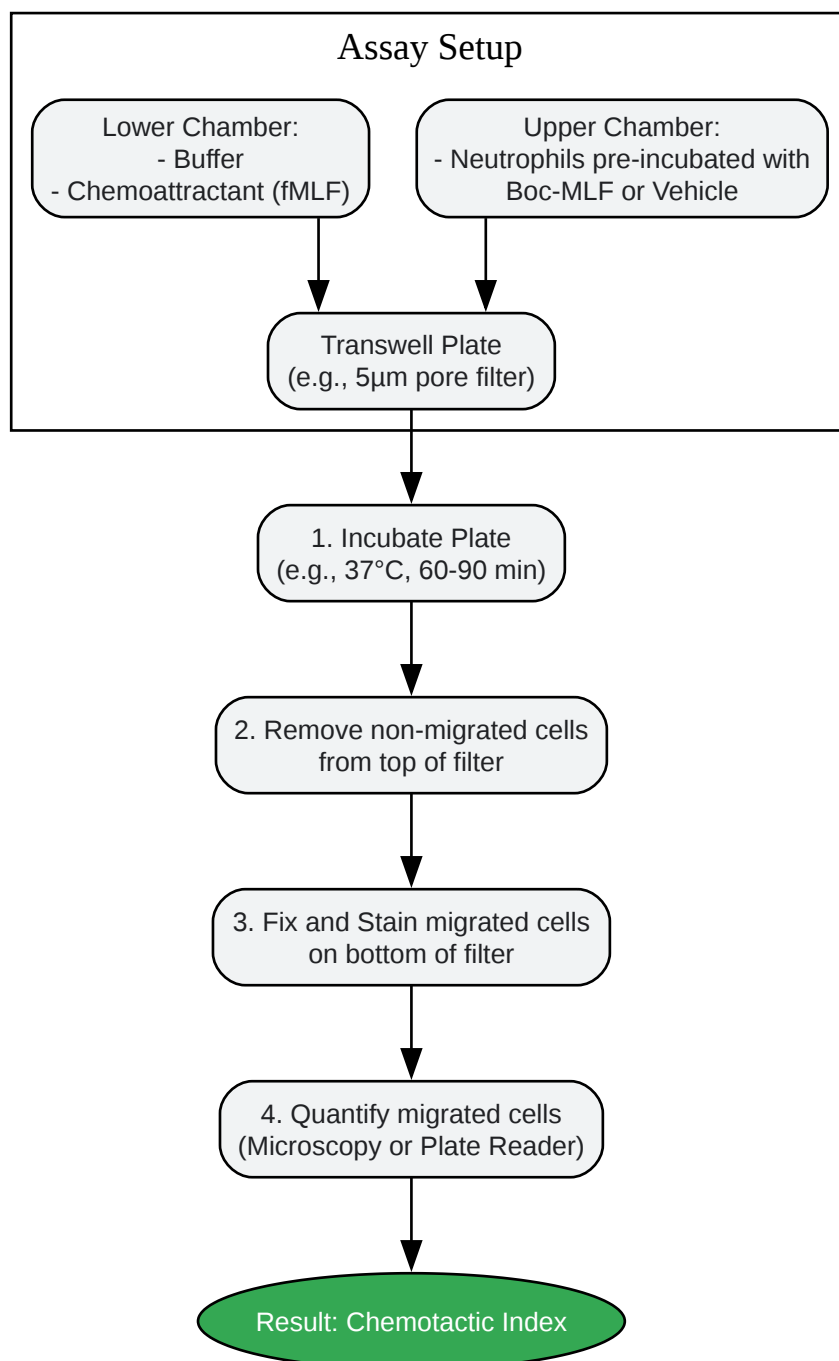 Assay Setup
Lower Chamber:
- Buffer
- Chemoattractant (fMLF)
Upper Chamber:
- Neutrophils pre-incubated with
Boc-MLF or Vehicle
Transwell Plate
(e.g., 5µm pore filter)
1. Incubate Plate
(e.g., 37°C, 60-90 min)
2. Remove non-migrated cells
from top of filter
3. Fix and Stain migrated cells
on bottom of filter
4. Quantify migrated cells
(Microscopy or Plate Reader)
Result: Chemotactic Index